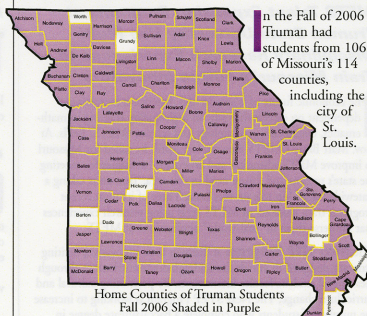 In the Fall of 2006
Truman had
students from 106
of Missouri's 114
counties,
including the
city of
St.
Louis.
Atchison
Nodaway
Worth
Harrison
Mercer
Putnam
Schuyler
Scotland
Clark
Gentry
Grundy
Sullivan
Adair
Knox
Lewis
Holt
Andrew
De Kalb
Daviess
Livingston
Linn
Macon
Shelby
Marion
Buchanan
Clinton
Caldwell
Chariton
Randolph
Monroe
Ralls
Pike
Platte
Clay
Ray
Carroll
Saline
Howard
Boone
Audrain
Lincoln
Jackson
Lafayette
Cooper
Callaway
Montgomery
Warren
St. Charles
St. Louis
Cass
Johnson
Pettis
Moniteau
Cole
Osage
Gasconade
Franklin
Jefferson
Bates
Henry
Benton
Morgan
Miller
Maries
St. Clair
Hickory
Camden
Phelps
Crawford
Washington
Ste.
Genevieve
Vernon
Cedar
Polk
Dallas
Laclede
Pulaski
Dent
Iron
St.
Francois
Perry
Barton
Dade
Madison
Cape
Girardeau
Jasper
Greene
Webster
Wright
Texas
Shannon
Reynolds
Wayne
Bollinger
Scott
Newton
Lawrence
Christian
Douglas
Carter
Stoddard
McDonald
Barry
Stone
Taney
Ozark
Howell
Oregon
Ripley
Butler
New Madrid
Mississippi
Dunklin
Pemiscot
Home Counties of Truman Students
Fall 2006 Shaded in Purple